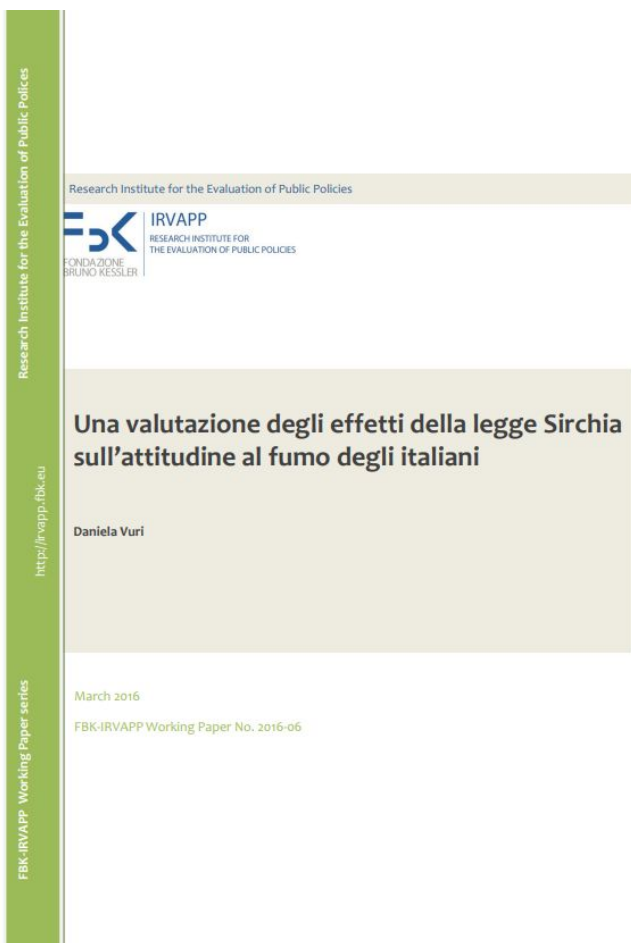 Research Institute for the Evaluation of Public Polices
http://irvapp.fbk.eu
FBK-IRVAPP Working Paper series
Research Institute for the Evaluation of Public Policies
FBK
FONDAZIONE
BRUNO KESSLER
IRVAPP
RESEARCH INSTITUTE FOR
THE EVALUATION OF PUBLIC POLICIES
Una valutazione degli effetti della legge Sirchia
sull’attitudine al fumo degli italiani
Daniela Vuri
March 2016
FBK-IRVAPP Working Paper No. 2016-06